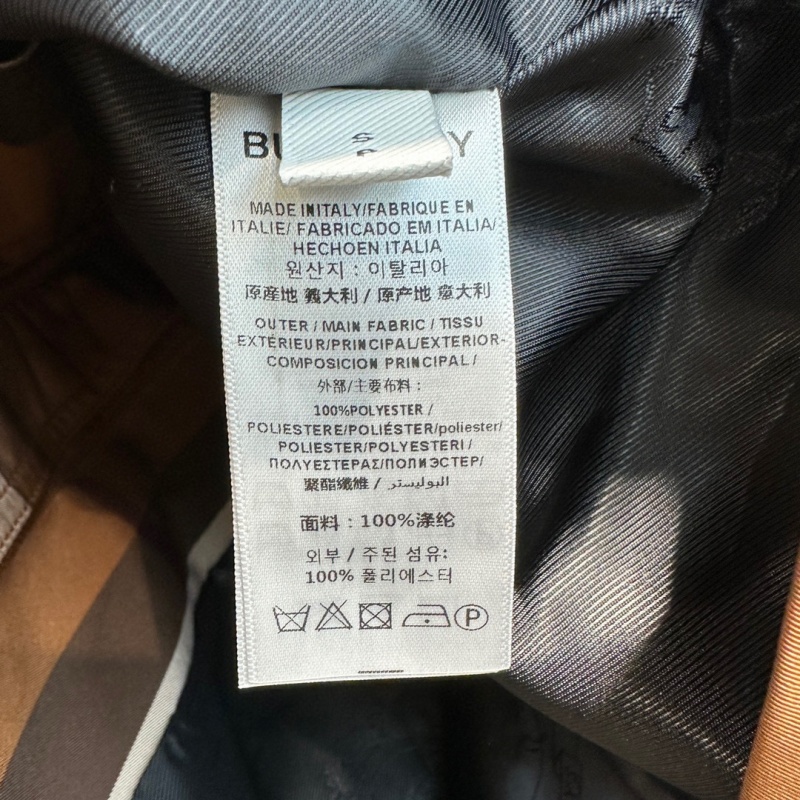 BU Y
MADE INITALY/FABRIQUE EN
ITALIE/ FABRICADO EM ITALIA/
HECHOEN ITALIA
원산지 : 이탈리아
原産地 義大利 / 原产地 意大利
OUTER / MAIN FABRIC / TISSU
EXTÉRIEUR/PRINCIPAL/EXTERIOR-
COMPOSICION PRINCIPAL /
外部/主要布料 :
100%POLYESTER /
POLIESTERE/POLIÉSTER/poliester/
POLIESTER/POLYESTERI /
ΠΟΛΥΕΣΤΕΡΑΣ/ПОПИЭСТЕР/
聚酯纖維 / البوليستر
面料 : 100%涤纶
외부 / 주된 섬유:
100% 폴리에스터
P